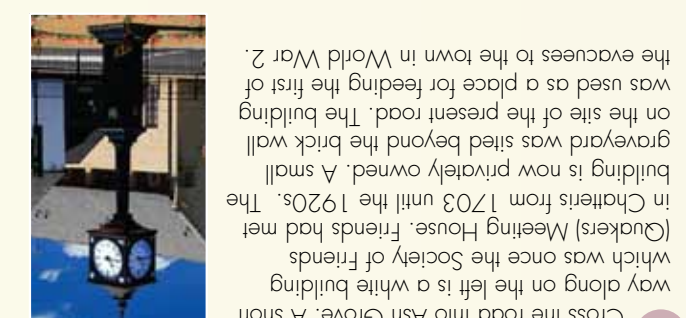 Cross the road into Ash Grove. A short
way along on the left is a white building
which was once the Society of Friends
(Quakers) Meeting House. Friends had met
in Chatteris from 1703 until the 1920s. The
building is now privately owned. A small
graveyard was sited beyond the brick wall
on the site of the present road. The building
was used as a place for feeding the first of
the evacuees to the town in World War 2.